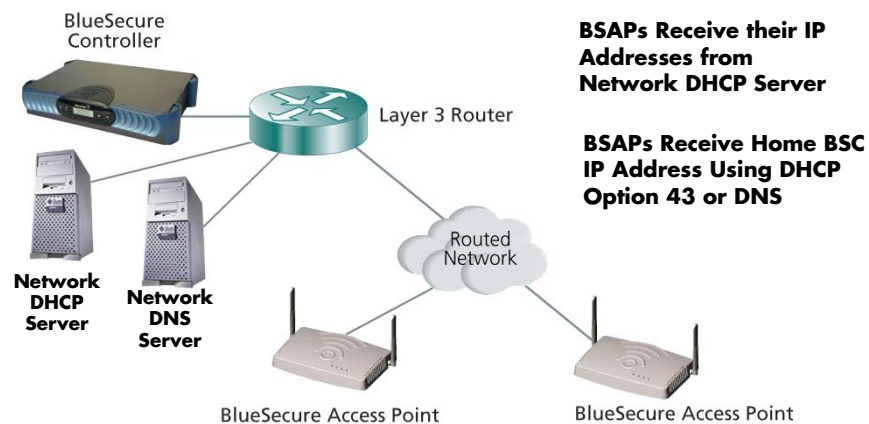 BlueSecure
Controller
BSAPs Receive their IP
Addresses from
Network DHCP Server
Layer 3 Router
BSAPs Receive Home BSC
IP Address Using DHCP
Option 43 or DNS
Routed
Network
Network
DHCP
Server
Network
DNS
Server
BlueSecure Access Point
BlueSecure Access Point